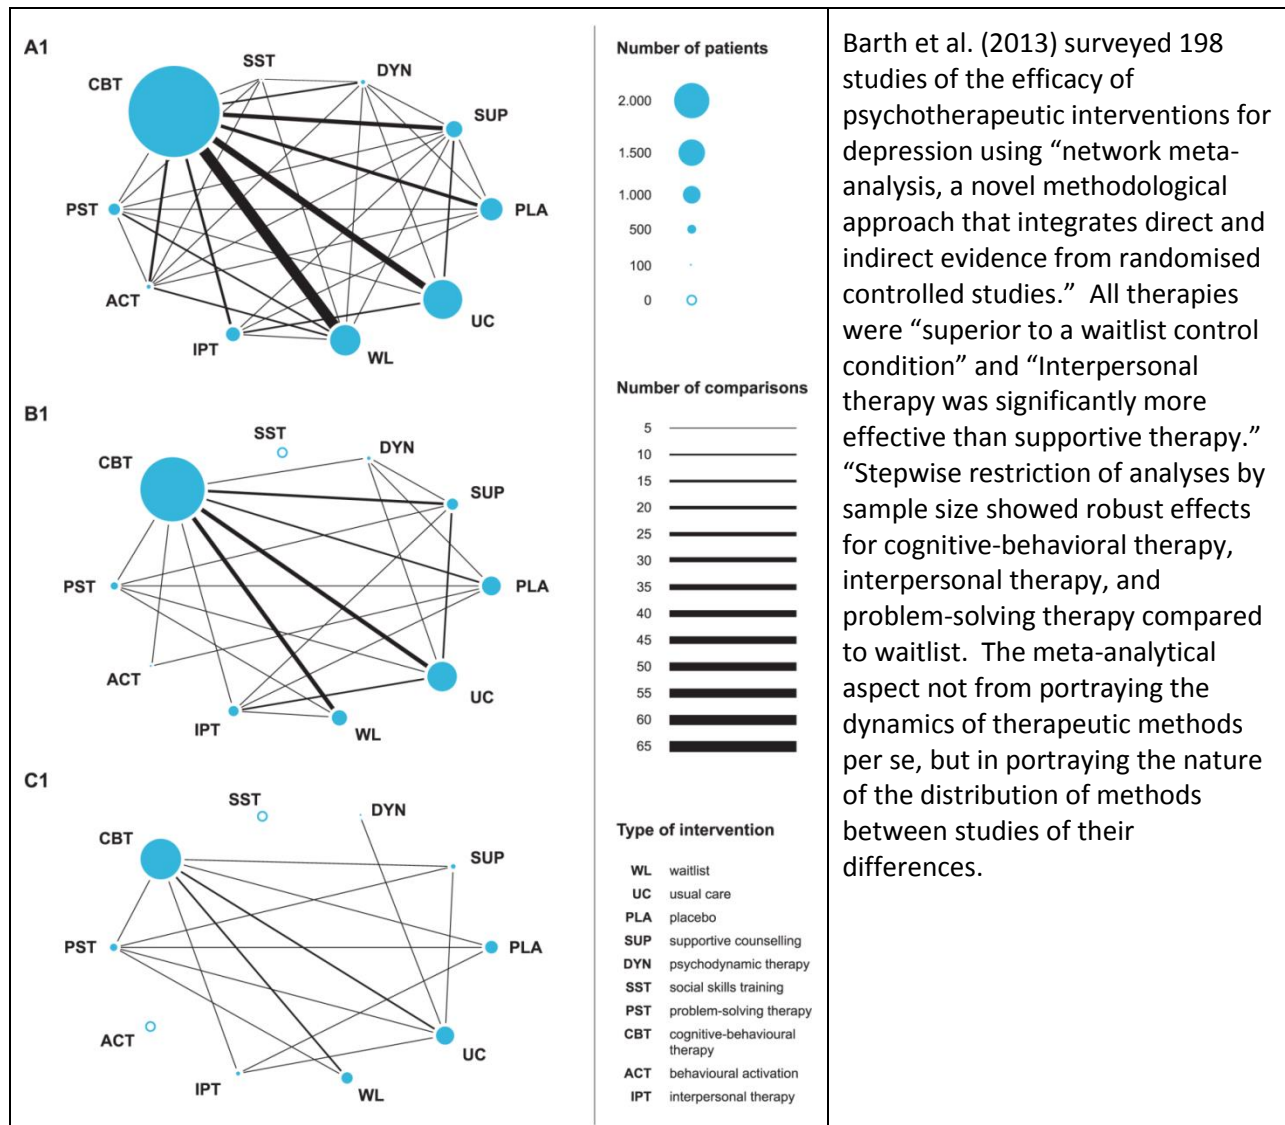 A1
SST
DYN
CBT
SUP
PST
PLA
ACT
UC
IPT
WL
B1
SST
DYN
CBT
SUP
PST
PLA
ACT
UC
IPT
WL
C1
SST
DYN
CBT
SUP
PST
PLA
ACT
UC
IPT
WL
Number of patients
2.000
1.500
1.000
500
100
0
Number of comparisons
5
10
15
20
25
30
35
40
45
50
55
60
65
Type of intervention
WL waitlist
UC usual care
PLA placebo
SUP supportive counselling
DYN psychodynamic therapy
SST social skills training
PST problem-solving therapy
CBT cognitive-behavioural
therapy
ACT behavioural activation
IPT interpersonal therapy
Barth et al. (2013) surveyed 198
studies of the efficacy of
psychotherapeutic interventions for
depression using “network meta-
analysis, a novel methodological
approach that integrates direct and
indirect evidence from randomised
controlled studies.” All therapies
were “superior to a waitlist control
condition” and “Interpersonal
therapy was significantly more
effective than supportive therapy.”
“Stepwise restriction of analyses by
sample size showed robust effects
for cognitive-behavioral therapy,
interpersonal therapy, and
problem-solving therapy compared
to waitlist. The meta-analytical
aspect not from portraying the
dynamics of therapeutic methods
per se, but in portraying the nature
of the distribution of methods
between studies of their
differences.